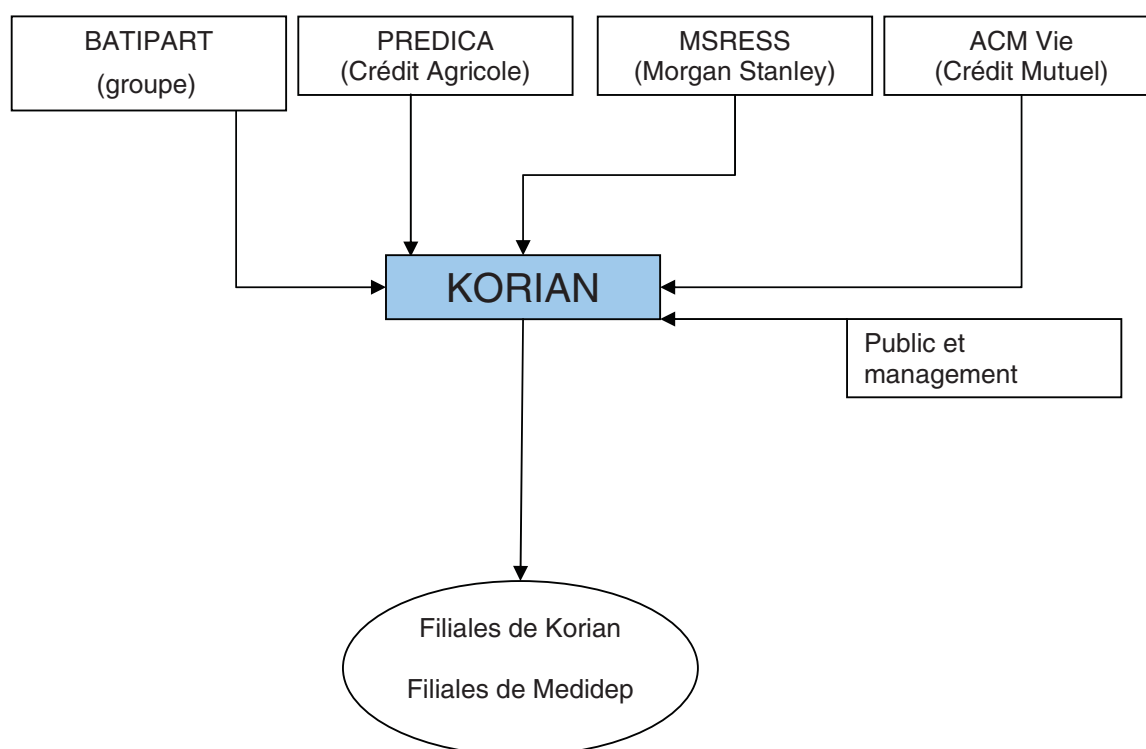 BATIPART
(groupe)
PREDICA
(Crédit Agricole)
MSRESS
(Morgan Stanley)
ACM Vie
(Crédit Mutuel)
KORIAN
Public et
management
Filiales de Korian
Filiales de Medidep